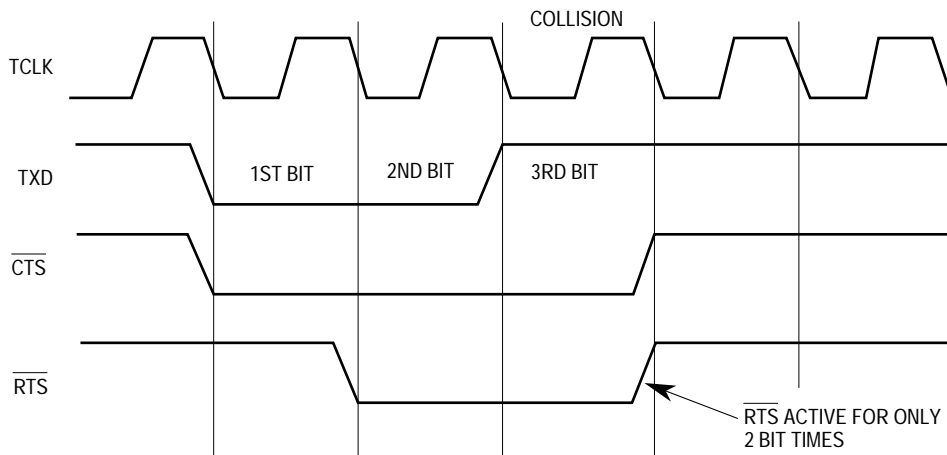 COLLISION
TCLK
TXD
1ST BIT
2ND BIT
3RD BIT
CTS
RTS
RTS ACTIVE FOR ONLY
2 BIT TIMES